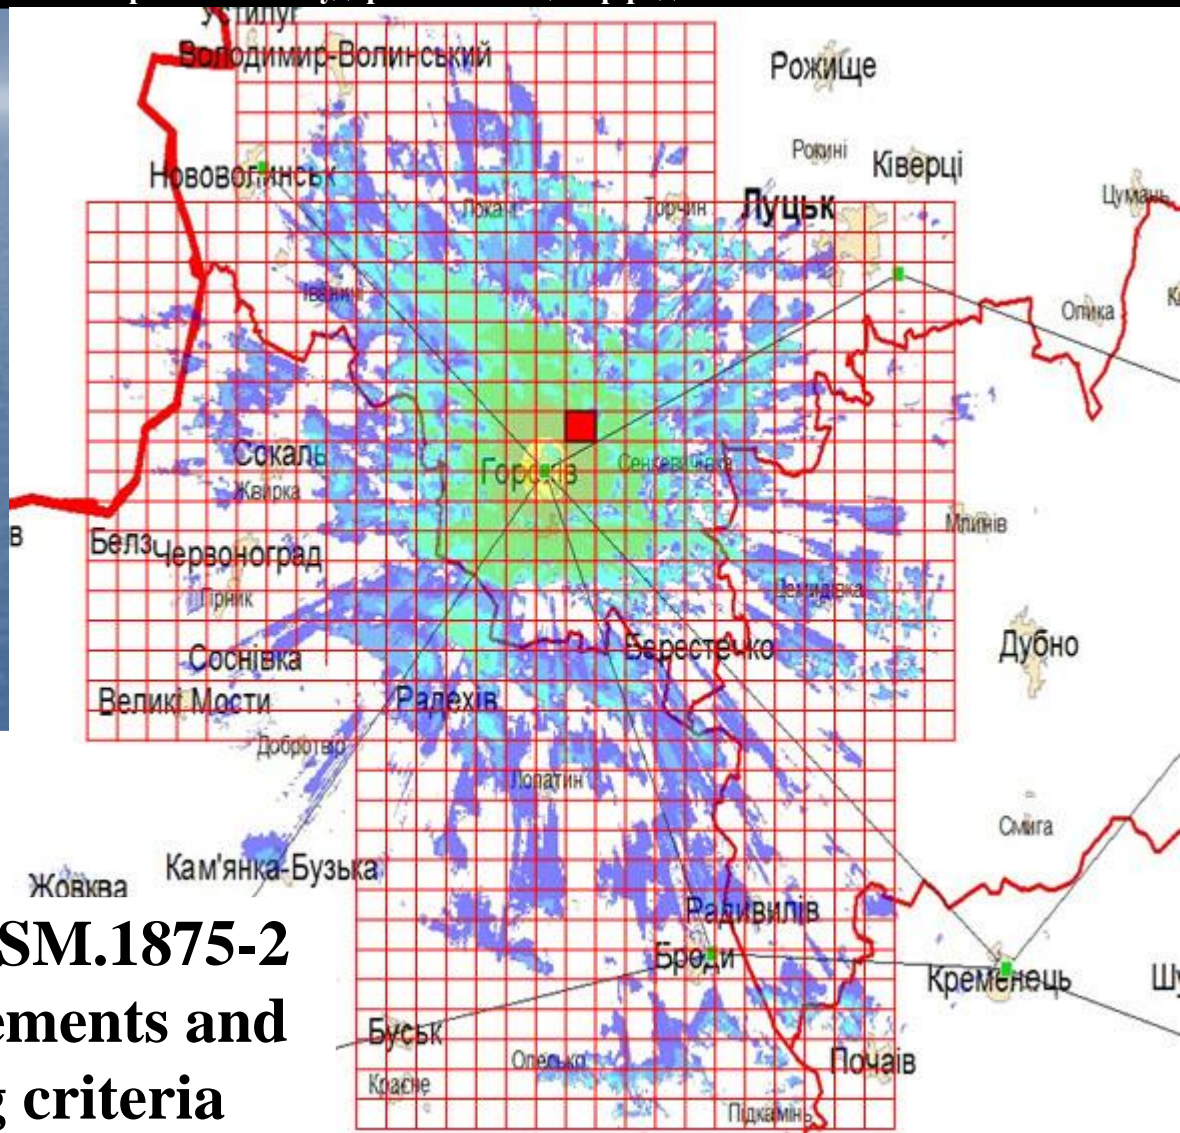 Устилуг
Володимир-Волинський
Рожище
Рокині
Ківерці
Нововолинськ
Цумань
Локачі
Торчин
Луцьк
Іваничі
Олика
Сокаль
Горохів
Сенкевичівка
Жвирка
Млинів
в
Белз
Червоноград
Гірник
Демидівка
Соснівка
Берестечко
Дубно
Великі Мости
Радехів
Добротвір
Лопатин
Смига
Кам'янка-Бузька
Жовква
Радивилів
SM.1875-2
Броди
Кременець
ements and
Буськ
Олесько
Почаїв
Красне
criteria
Підкамінь